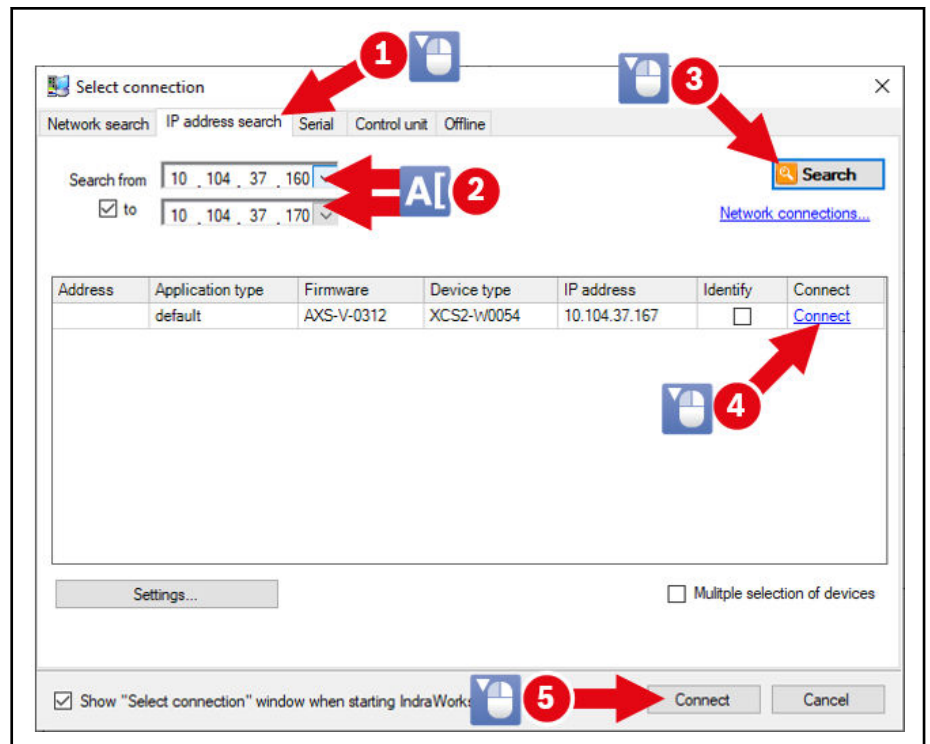 1
3
Select connection
Network search IP address search Serial Control unit Offline
Search from 10 . 104 . 37 . 160
A[ 2
Search
to 10 . 104 . 37 . 170
Network connections...
Address Application type Firmware Device type IP address Identify Connect
default AXS-V-0312 XCS2-W0054 10.104.37.167 Connect
4
Settings...
Mulitple selection of devices
5
Show "Select connection" window when starting IndraWorks
Connect Cancel